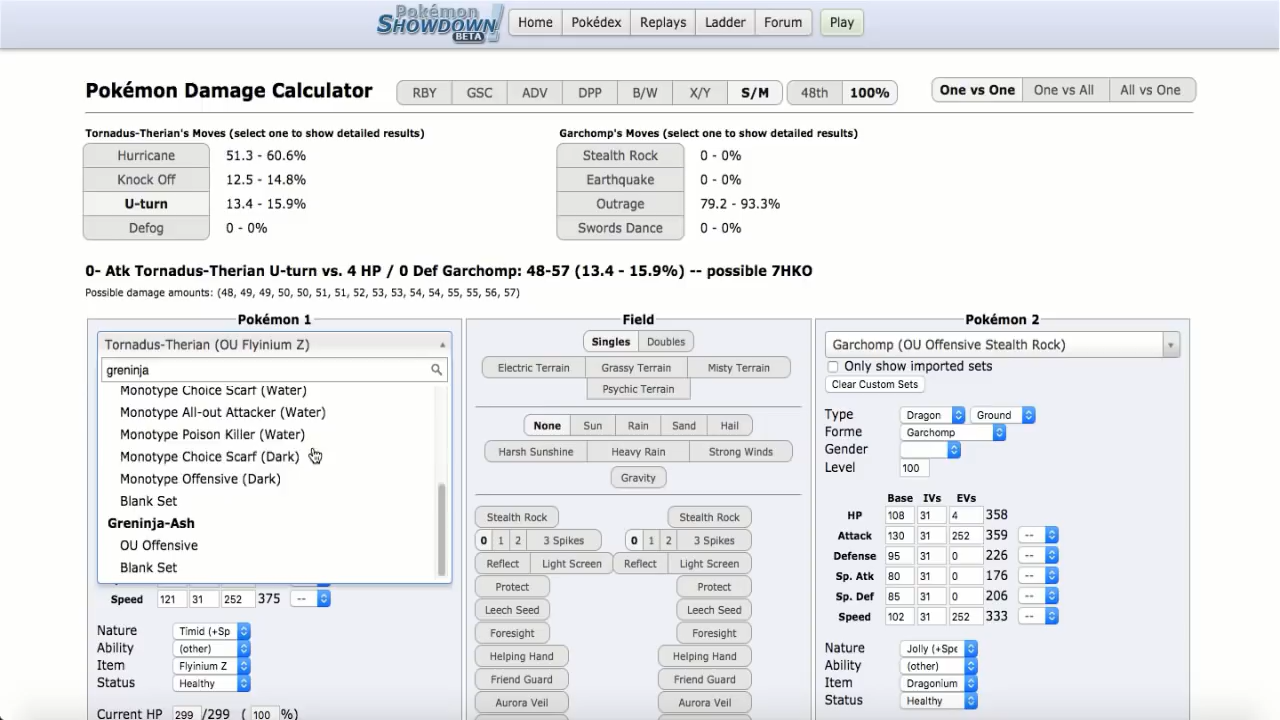 Pokémon
SHOWDOWN!
BETA
Home Pokédex Replays Ladder Forum Play
Pokémon Damage Calculator RBY GSC ADV DPP B/W X/Y S/M 48th 100% One vs One One vs All All vs One
Tornadus-Therian's Moves (select one to show detailed results) Garchomp's Moves (select one to show detailed results)
Hurricane 51.3 - 60.6% Stealth Rock 0 - 0%
Knock Off 12.5 - 14.8% Earthquake 0 - 0%
U-turn 13.4 - 15.9% Outrage 79.2 - 93.3%
Defog 0 - 0% Swords Dance 0 - 0%
0- Atk Tornadus-Therian U-turn vs. 4 HP / 0 Def Garchomp: 48-57 (13.4 - 15.9%) -- possible 7HKO
Possible damage amounts: (48, 49, 49, 50, 50, 51, 51, 52, 53, 53, 54, 54, 55, 55, 56, 57)
Pokémon 1
Tornadus-Therian (OU Flyinium Z)
greninja
Monotype Choice Scarf (Water)
Monotype All-out Attacker (Water)
Monotype Poison Killer (Water)
Monotype Choice Scarf (Dark)
Monotype Offensive (Dark)
Blank Set
Greninja-Ash
OU Offensive
Blank Set
Speed 121 31 252 375 --
Nature Timid (+Sp
Ability (other)
Item Flyinium Z
Status Healthy
Current HP 299 /299 ( 100 %)
Field
Singles Doubles
Electric Terrain Grassy Terrain Misty Terrain
Psychic Terrain
None Sun Rain Sand Hail
Harsh Sunshine Heavy Rain Strong Winds
Gravity
Stealth Rock Stealth Rock
0 1 2 3 Spikes 0 1 2 3 Spikes
Reflect Light Screen Reflect Light Screen
Protect Protect
Leech Seed Leech Seed
Foresight Foresight
Helping Hand Helping Hand
Friend Guard Friend Guard
Aurora Veil Aurora Veil
Pokémon 2
Garchomp (OU Offensive Stealth Rock)
Only show imported sets
Clear Custom Sets
Type Dragon Ground
Forme Garchomp
Gender
Level 100
Base IVs EVs
HP 108 31 4 358
Attack 130 31 252 359 --
Defense 95 31 0 226 --
Sp. Atk 80 31 0 176 --
Sp. Def 85 31 0 206 --
Speed 102 31 252 333 --
Nature Jolly (+Spe
Ability (other)
Item Dragonium
Status Healthy